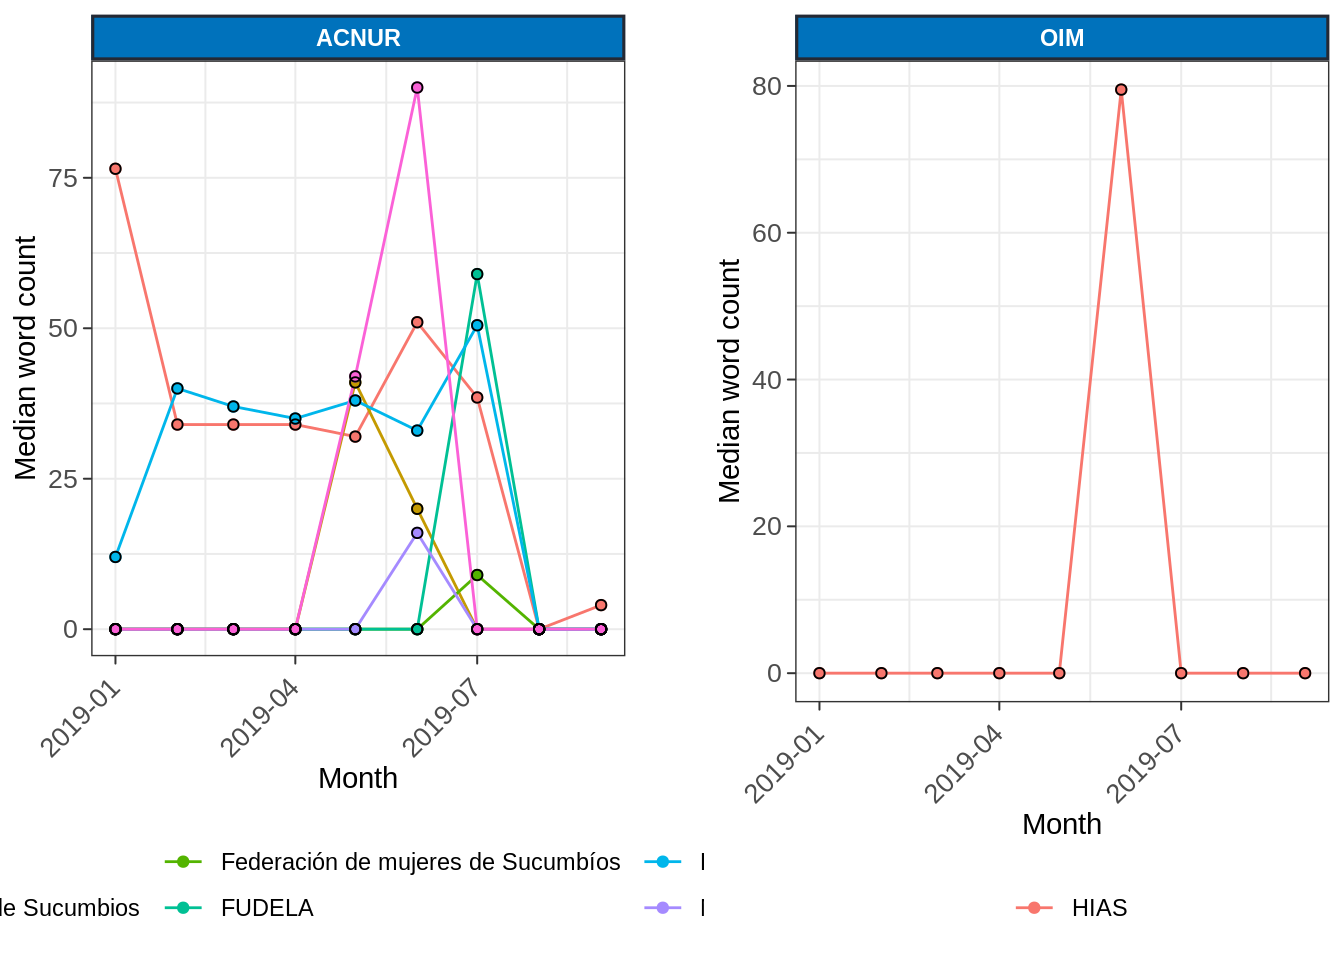 ACNUR
OIM
Median word count
75
50
25
0
2019-01
2019-04
2019-07
Month
Median word count
80
60
40
20
0
2019-01
2019-04
2019-07
Month
Federación de mujeres de Sucumbíos
de Sucumbios
FUDELA
HIAS